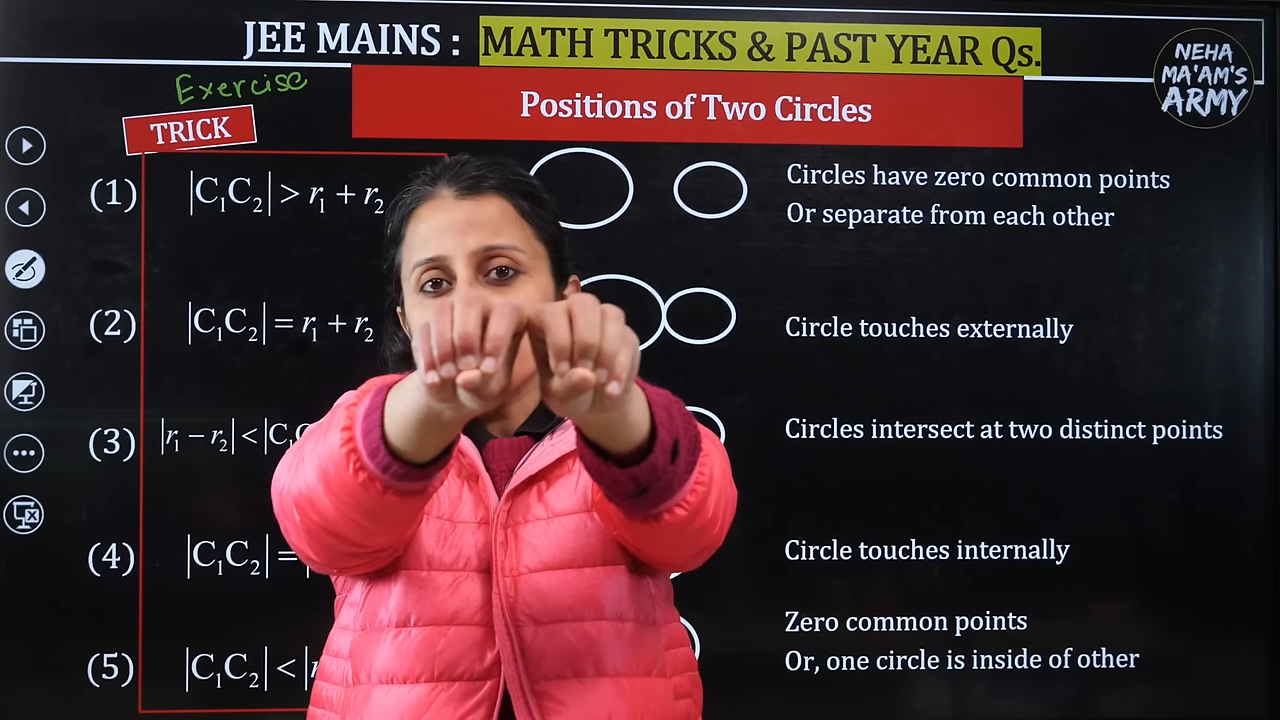 JEE MAINS : MATH TRICKS & PAST YEAR Qs.
NEHA
MA'AM'S
ARMY
Exercise
TRICK
Positions of Two Circles
(1) |C₁C₂| > r₁ + r₂ Circles have zero common points
Or separate from each other
(2) |C₁C₂| = r₁ + r₂ Circle touches externally
(3) |r₁ − r₂| < |C₁C Circles intersect at two distinct points
(4) |C₁C₂| = | Circle touches internally
Zero common points
(5) |C₁C₂| < |r Or, one circle is inside of other